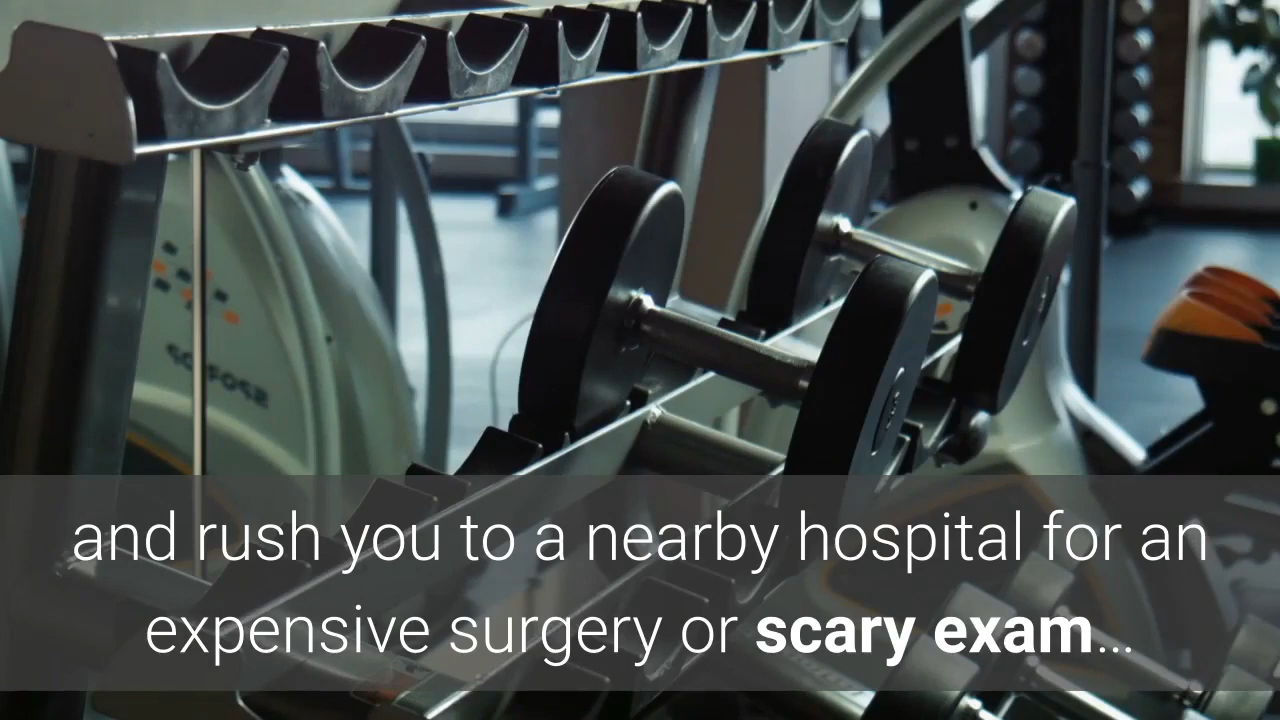 and rush you to a nearby hospital for an
expensive surgery or scary exam...